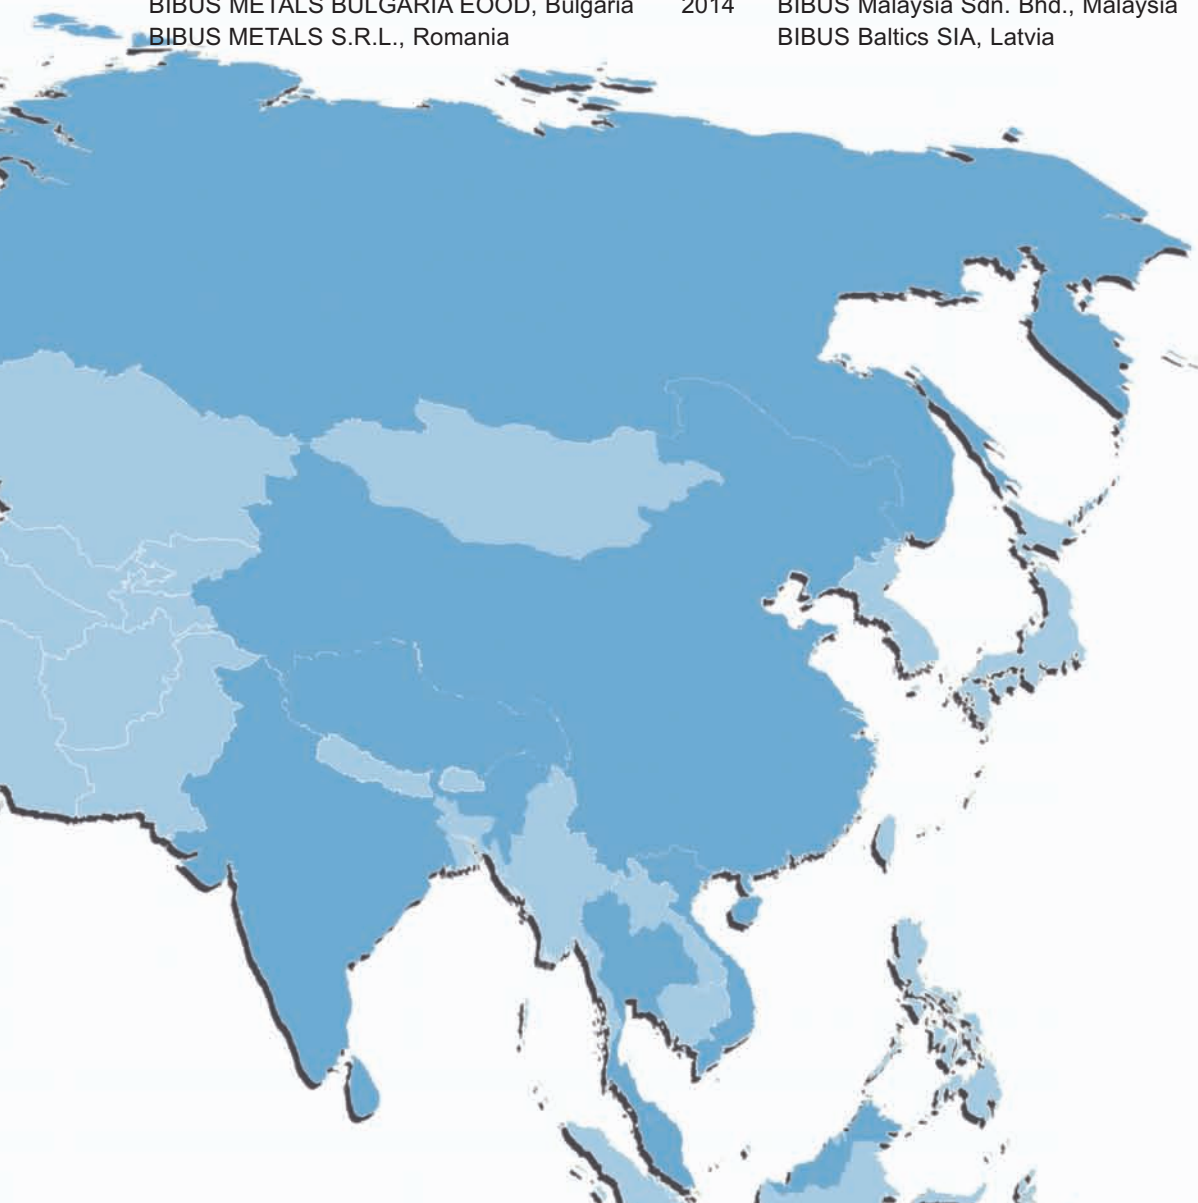 BIBUS METALS BULGARIA EOOD, Bulgaria
BIBUS METALS S.R.L., Romania
2014 BIBUS Malaysia Sdn. Bhd., Malaysia
BIBUS Baltics SIA, Latvia